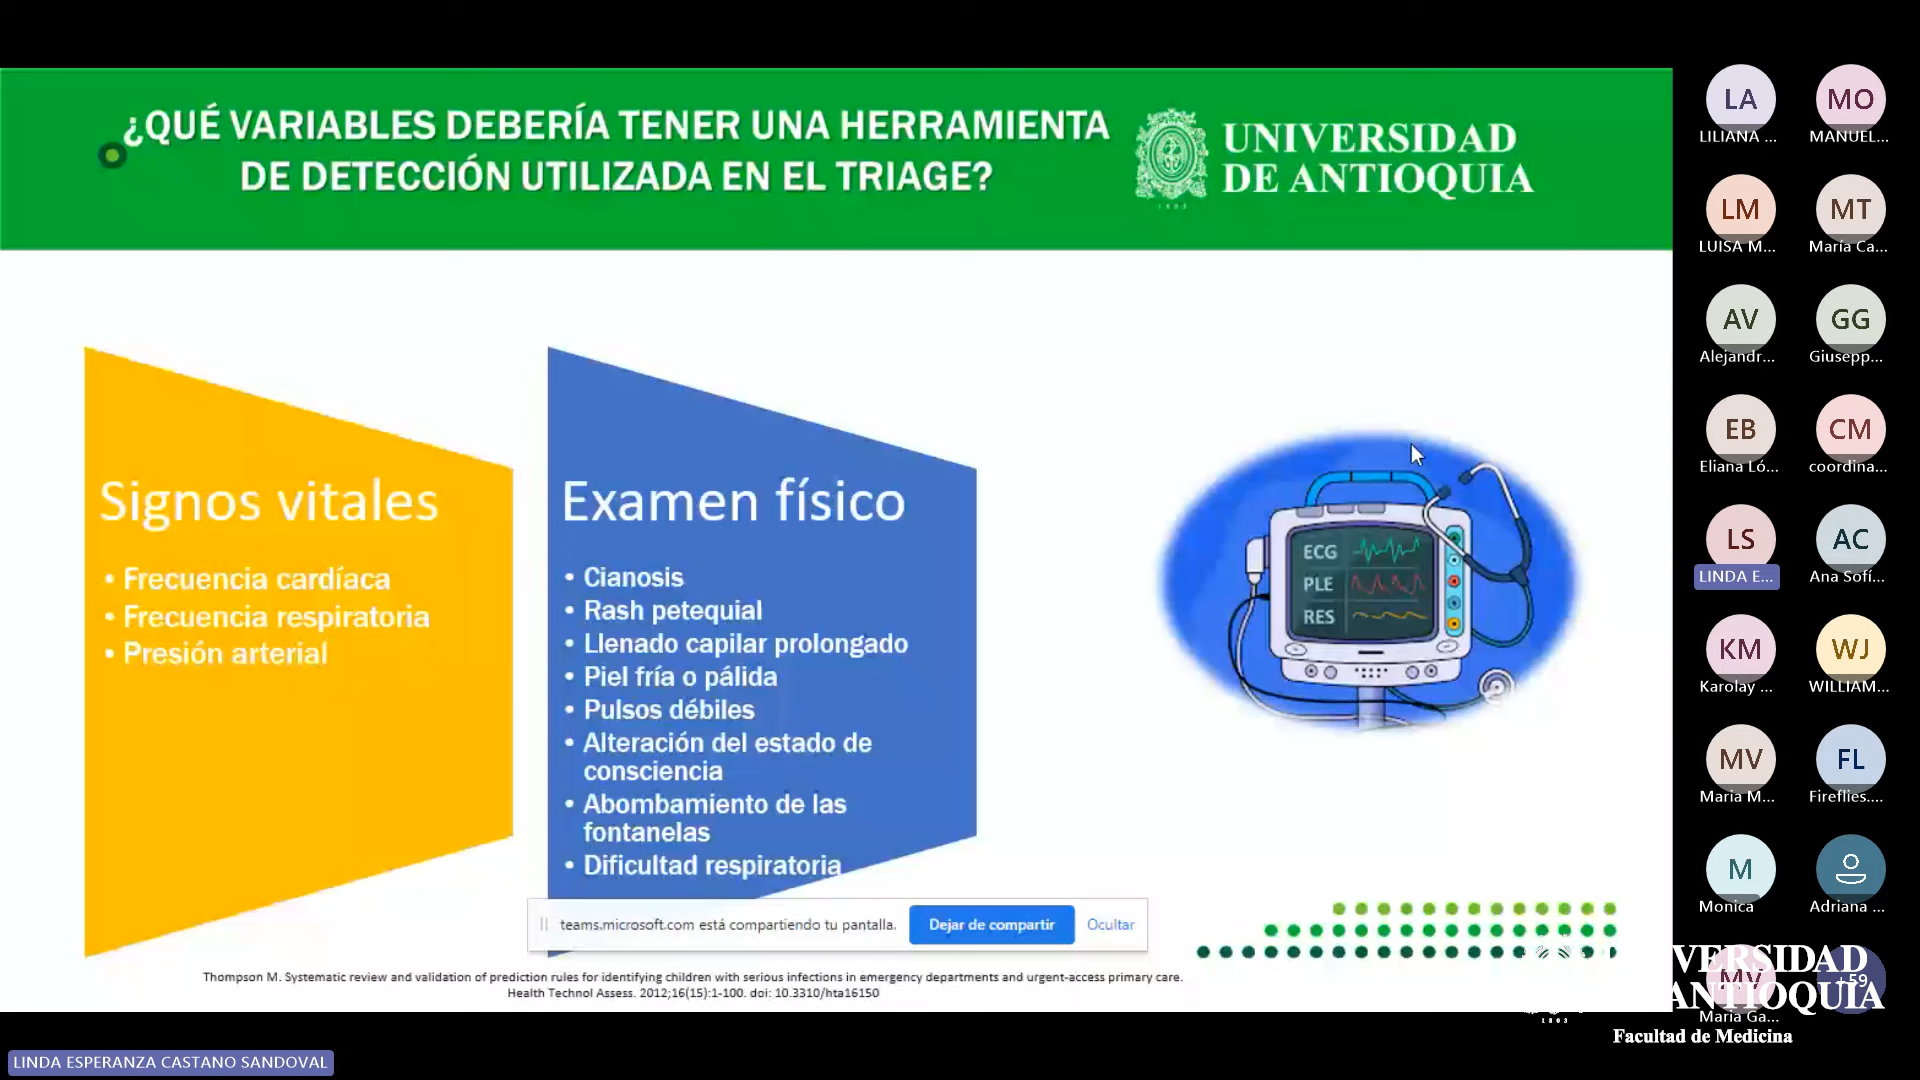 ¿QUÉ VARIABLES DEBERÍA TENER UNA HERRAMIENTA
DE DETECCIÓN UTILIZADA EN EL TRIAGE?
UNIVERSIDAD
DE ANTIOQUIA
1803
Signos vitales
• Frecuencia cardíaca
• Frecuencia respiratoria
• Presión arterial
Examen físico
• Cianosis
• Rash petequial
• Llenado capilar prolongado
• Piel fría o pálida
• Pulsos débiles
• Alteración del estado de
consciencia
• Abombamiento de las
fontanelas
• Dificultad respiratoria
ECG
PLE
RES
teams.microsoft.com está compartiendo tu pantalla.
Dejar de compartir
Ocultar
Thompson M. Systematic review and validation of prediction rules for identifying children with serious infections in emergency departments and urgent-access primary care.
Health Technol Assess. 2012;16(15):1-100. doi: 10.3310/hta16150
LINDA ESPERANZA CASTANO SANDOVAL
LA
LILIANA ...
MO
MANUEL...
LM
LUISA M...
MT
María Ca...
AV
Alejandr...
GG
Giusepp...
EB
Eliana Ló...
CM
coordina...
LS
LINDA E...
AC
Ana Sofí...
KM
Karolay ...
WJ
WILLIAM...
MV
Maria M...
FL
Fireflies....
M
Monica
Adriana ...
MV
Maria Ga...
+59
VERSIDAD
ANTIOQUIA
1803
Facultad de Medicina